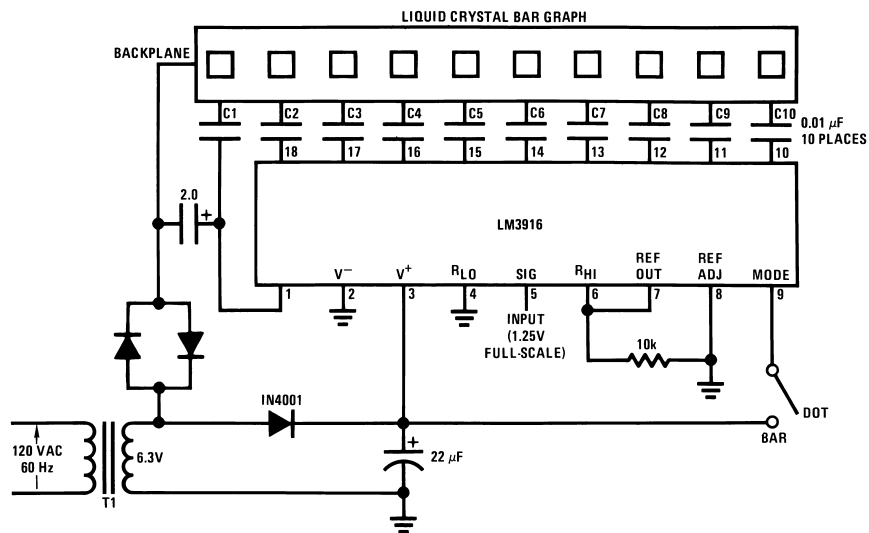 LIQUID CRYSTAL BAR GRAPH
BACKPLANE
C1 C2 C3 C4 C5 C6 C7 C8 C9 C10
0.01 μF
10 PLACES
18 17 16 15 14 13 12 11 10
2.0
+
LM3916
V− V+ RLO SIG RHI REF OUT REF ADJ MODE
1 2 3 4 5 6 7 8 9
INPUT
(1.25V
FULL-SCALE)
10k
IN4001
DOT
BAR
120 VAC
60 Hz
6.3V
+
22 μF
T1